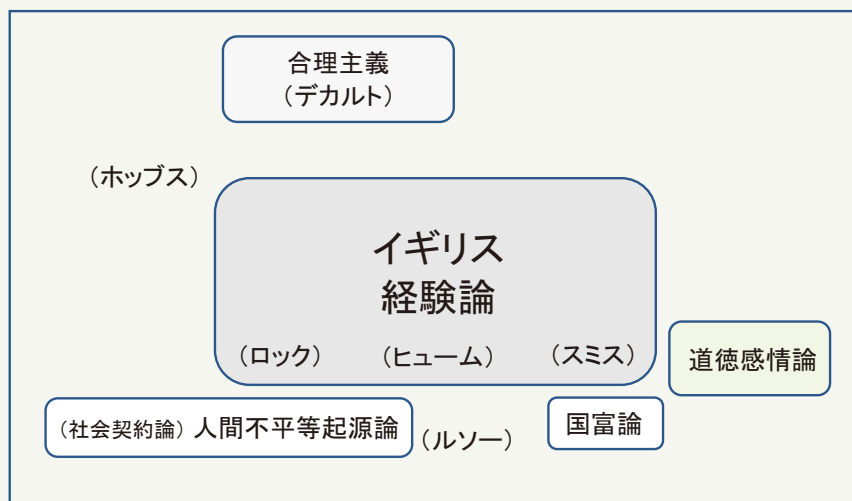 合理主義
（デカルト）
（ホッブス）
イギリス
経験論
（ロック）
（ヒューム）
（スミス）
道徳感情論
（社会契約論）人間不平等起源論
（ルソー）
国富論